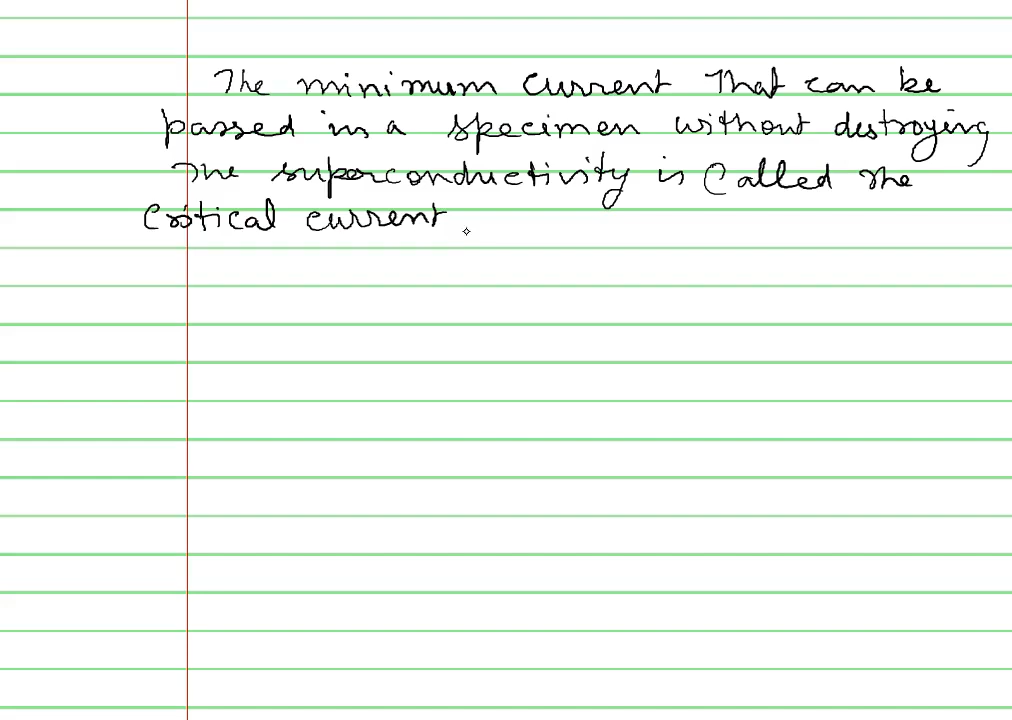 The minimum current that can be
passed in a specimen without destroying
The superconductivity is called the
critical current